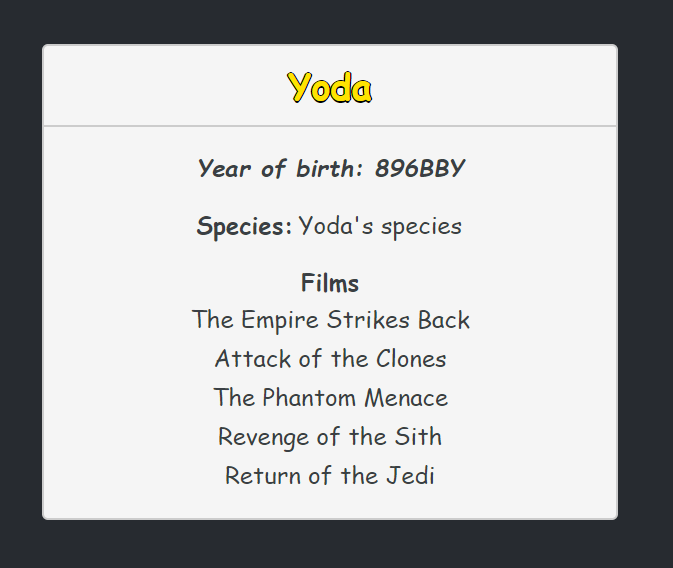 Yoda
Year of birth: 896BBY
Species: Yoda's species
Films
The Empire Strikes Back
Attack of the Clones
The Phantom Menace
Revenge of the Sith
Return of the Jedi